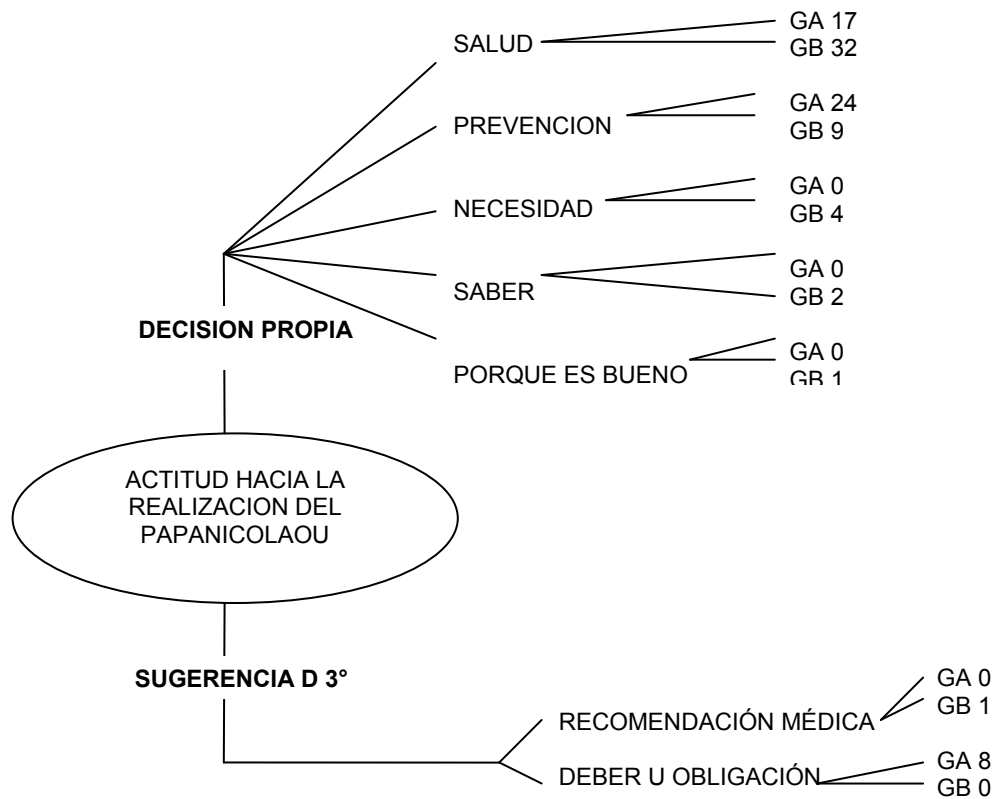 SALUD
GA 17
GB 32
PREVENCION
GA 24
GB 9
NECESIDAD
GA 0
GB 4
SABER
GA 0
GB 2
DECISION PROPIA
PORQUE ES BUENO
GA 0
GB 1
ACTITUD HACIA LA
REALIZACION DEL
PAPANICOLAOU
SUGERENCIA D 3°
RECOMENDACIÓN MÉDICA
GA 0
GB 1
DEBER U OBLIGACIÓN
GA 8
GB 0